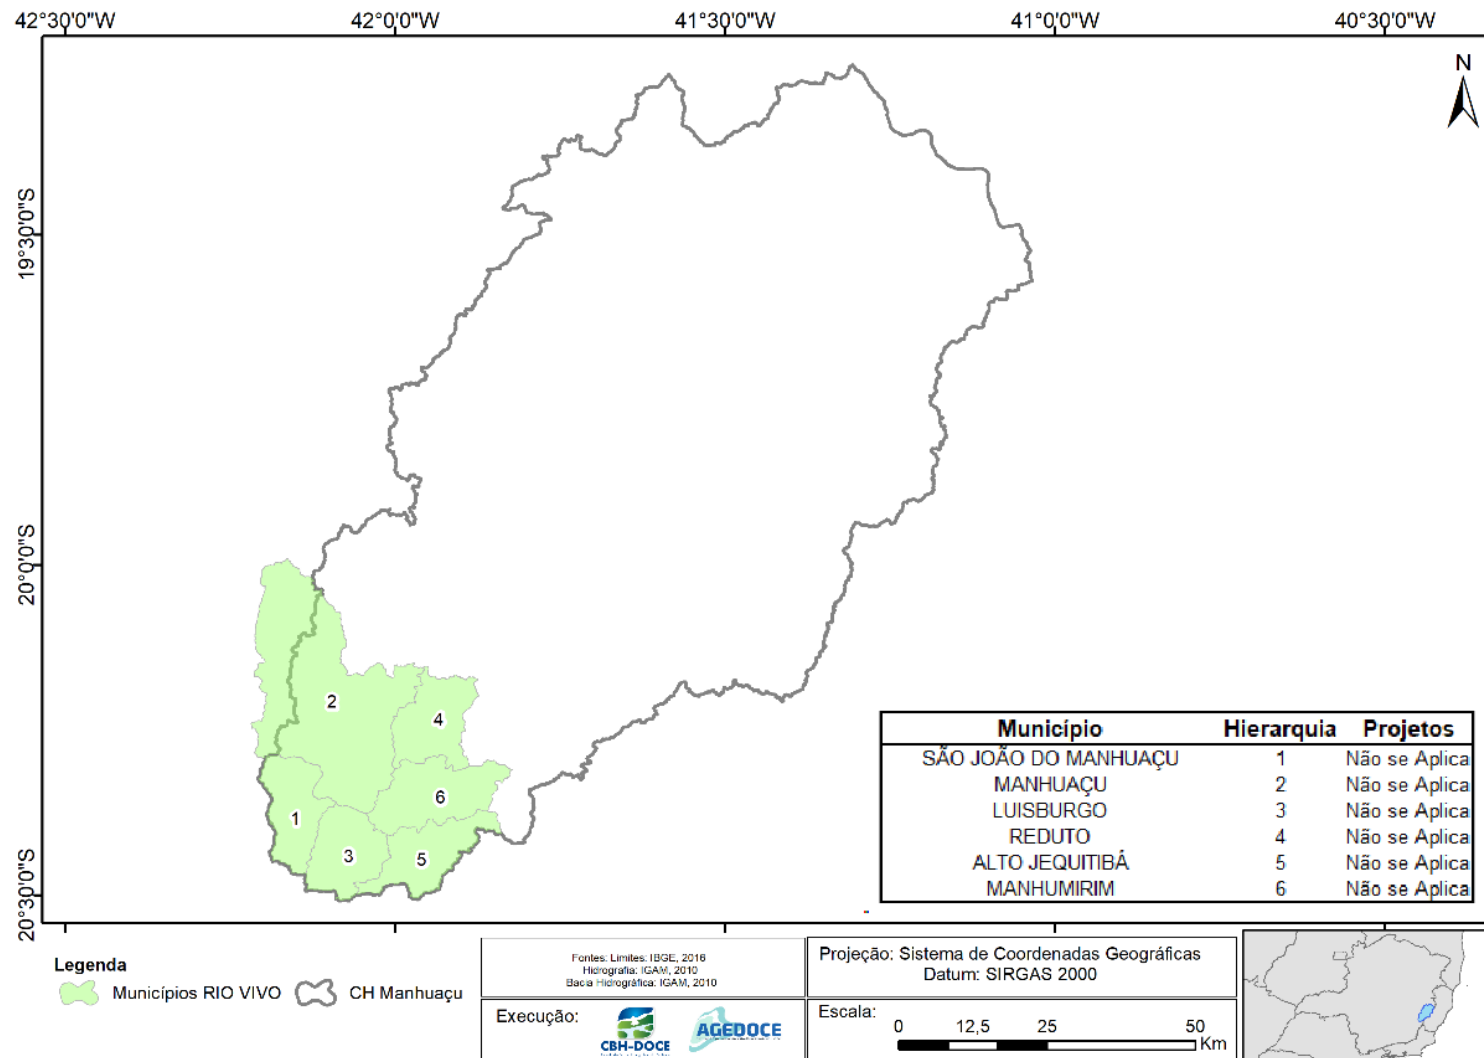 42°30'0"W 42°0'0"W 41°30'0"W 41°0'0"W 40°30'0"W
N
19°30'0"S
20°0'0"S
20°30'0"S
2
4
6
1
3
5
Município Hierarquia Projetos
SÃO JOÃO DO MANHUAÇU 1 Não se Aplica
MANHUAÇU 2 Não se Aplica
LUISBURGO 3 Não se Aplica
REDUTO 4 Não se Aplica
ALTO JEQUITIBÁ 5 Não se Aplica
MANHUMIRIM 6 Não se Aplica
Legenda
Municípios RIO VIVO CH Manhuaçu
Fontes: Limites: IBGE, 2016
Hidrografia: IGAM, 2010
Bacia Hidrográfica: IGAM, 2010
Execução:
CBH-DOCE
AGEDOCE
Projeção: Sistema de Coordenadas Geográficas
Datum: SIRGAS 2000
Escala:
0 12,5 25 50
Km